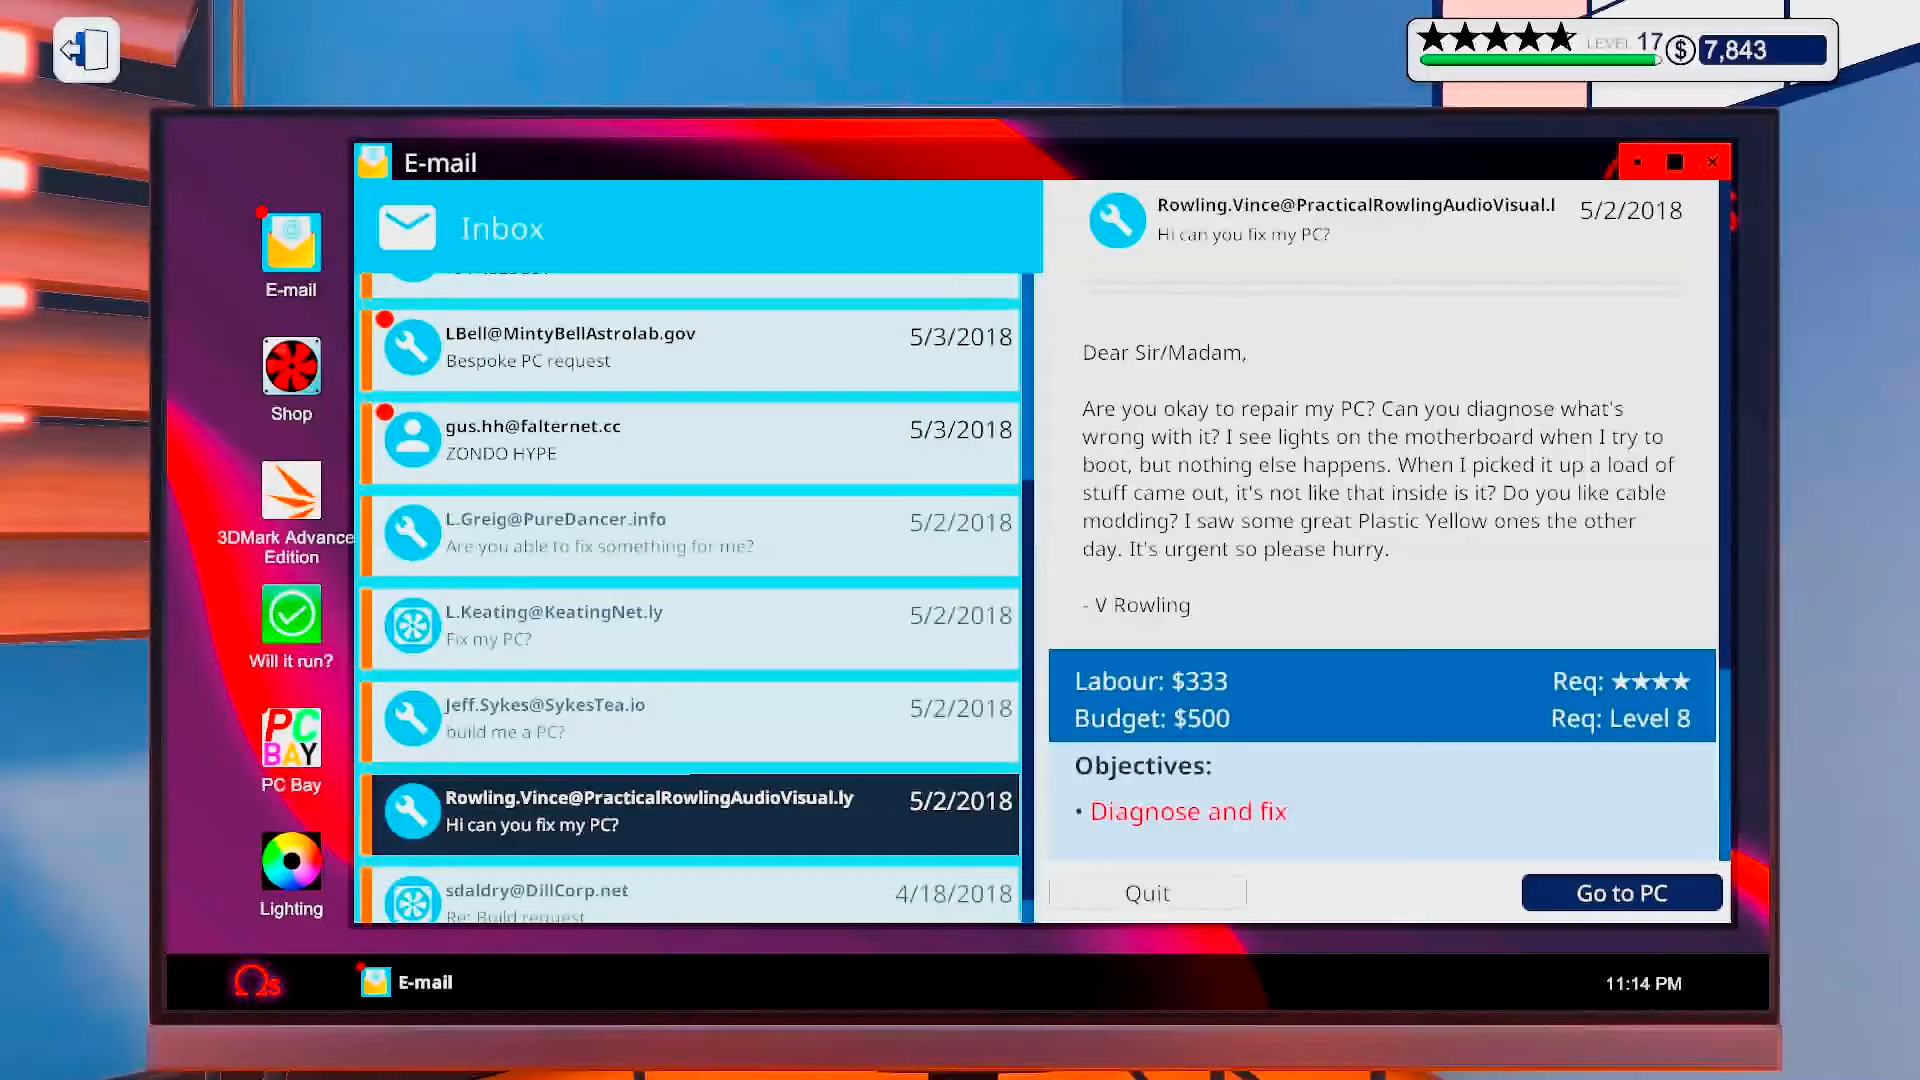 LEVEL 17
$ 7,843
E-mail
Inbox
LBell@MintyBellAstrolab.gov 5/3/2018
Bespoke PC request
gus.hh@falternet.cc 5/3/2018
ZONDO HYPE
L.Greig@PureDancer.info 5/2/2018
Are you able to fix something for me?
L.Keating@KeatingNet.ly 5/2/2018
Fix my PC?
Jeff.Sykes@SykesTea.io 5/2/2018
build me a PC?
Rowling.Vince@PracticalRowlingAudioVisual.ly 5/2/2018
Hi can you fix my PC?
sdaldry@DillCorp.net 4/18/2018
Re: Build request
Rowling.Vince@PracticalRowlingAudioVisual.l 5/2/2018
Hi can you fix my PC?
Dear Sir/Madam,
Are you okay to repair my PC? Can you diagnose what's
wrong with it? I see lights on the motherboard when I try to
boot, but nothing else happens. When I picked it up a load of
stuff came out, it's not like that inside is it? Do you like cable
modding? I saw some great Plastic Yellow ones the other
day. It's urgent so please hurry.
- V Rowling
Labour: $333 Req: ★★★★
Budget: $500 Req: Level 8
Objectives:
• Diagnose and fix
Quit
Go to PC
E-mail
Shop
3DMark Advance
Edition
Will it run?
PC
BAY
PC Bay
Lighting
Ωs
E-mail
11:14 PM